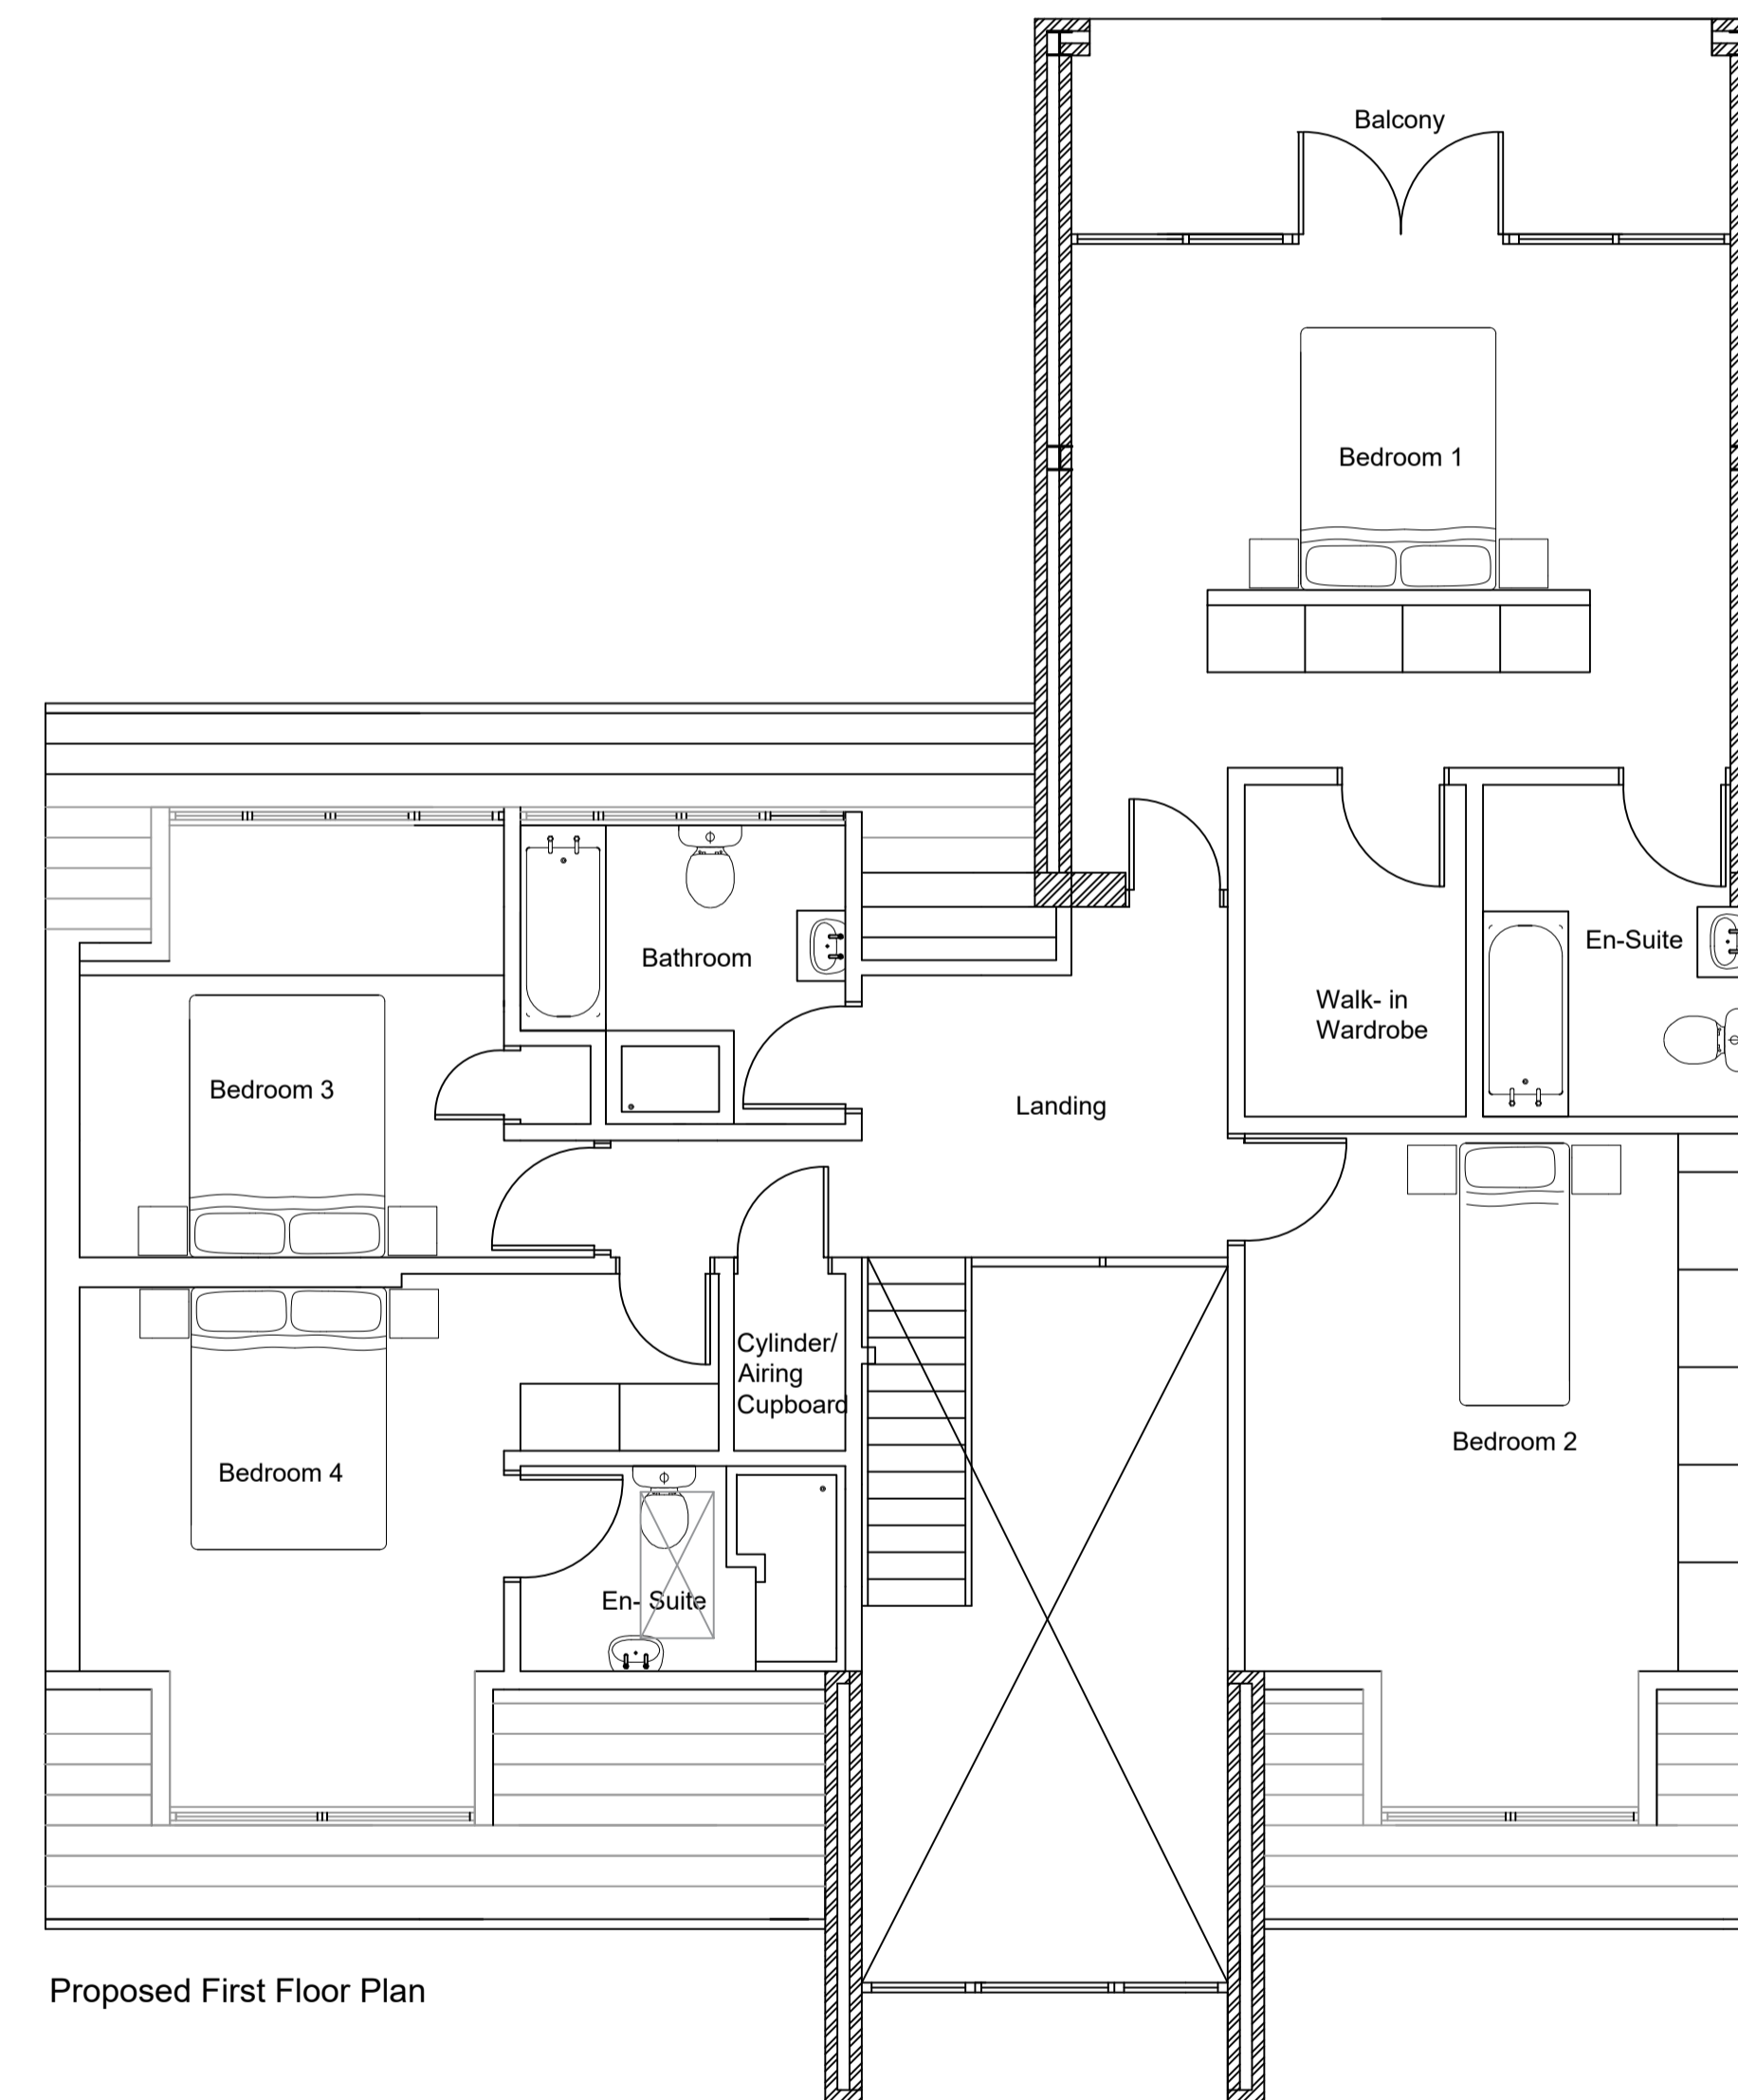 Balcony
Bedroom 1
En-Suite
Bathroom
Walk- in
Wardrobe
Bedroom 3
Landing
Cylinder/
Airing
Cupboard
Bedroom 2
Bedroom 4
En- Suite
Proposed First Floor Plan